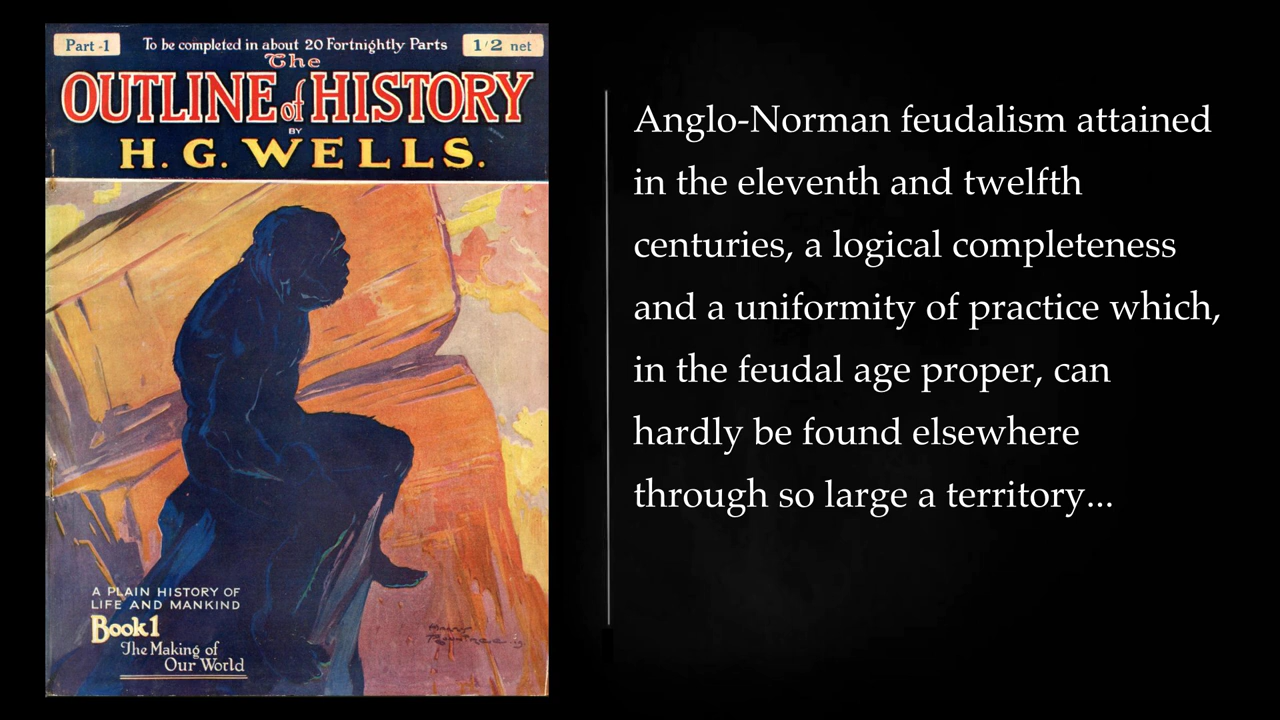 Part -1
To be completed in about 20 Fortnightly Parts
1/2 net
The
OUTLINE of HISTORY
BY
H. G. WELLS.
A PLAIN HISTORY OF
LIFE AND MANKIND
Book 1
The Making of
Our World
Anglo-Norman feudalism attained
in the eleventh and twelfth
centuries, a logical completeness
and a uniformity of practice which,
in the feudal age proper, can
hardly be found elsewhere
through so large a territory...